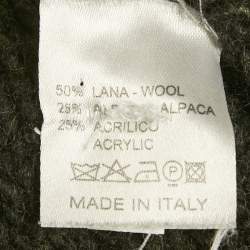 50% LANA - WOOL
25% ALPACA
25% ACRILICO
ACRYLIC
P
MADE IN ITALY